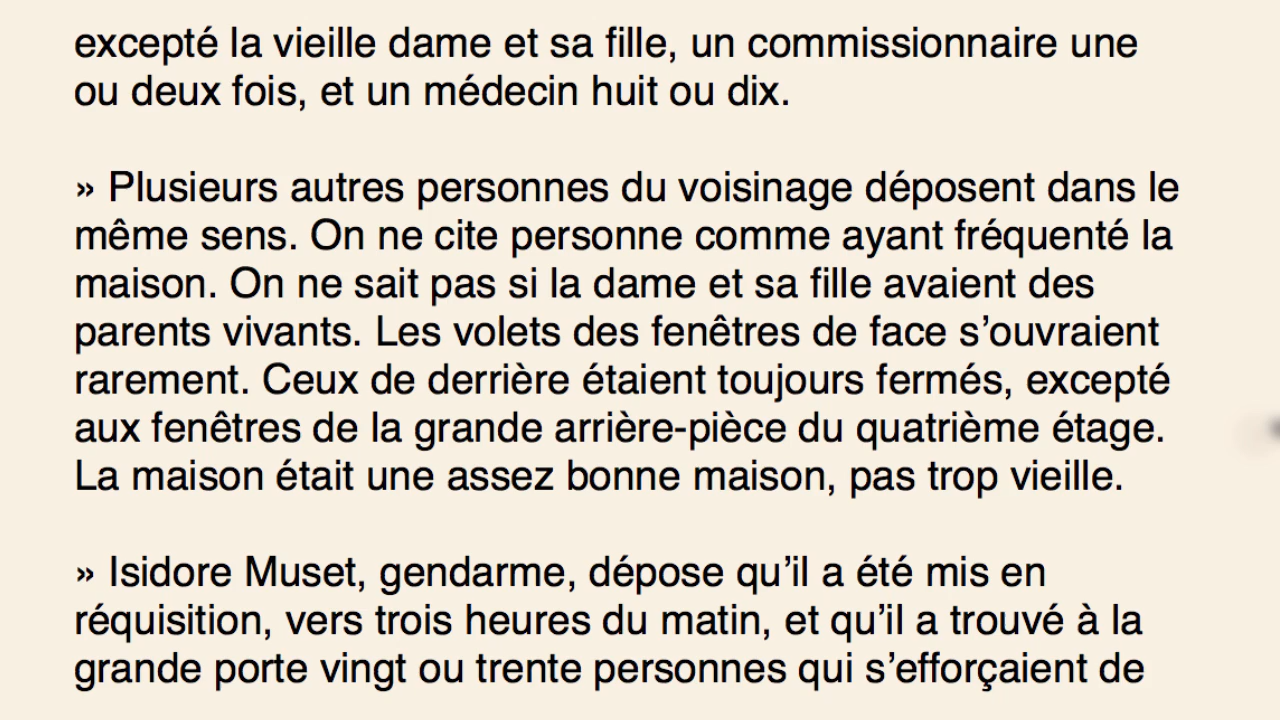 excepté la vieille dame et sa fille, un commissionnaire une
ou deux fois, et un médecin huit ou dix.
» Plusieurs autres personnes du voisinage déposent dans le
même sens. On ne cite personne comme ayant fréquenté la
maison. On ne sait pas si la dame et sa fille avaient des
parents vivants. Les volets des fenêtres de face s’ouvraient
rarement. Ceux de derrière étaient toujours fermés, excepté
aux fenêtres de la grande arrière-pièce du quatrième étage.
La maison était une assez bonne maison, pas trop vieille.
» Isidore Muset, gendarme, dépose qu’il a été mis en
réquisition, vers trois heures du matin, et qu’il a trouvé à la
grande porte vingt ou trente personnes qui s’efforçaient de